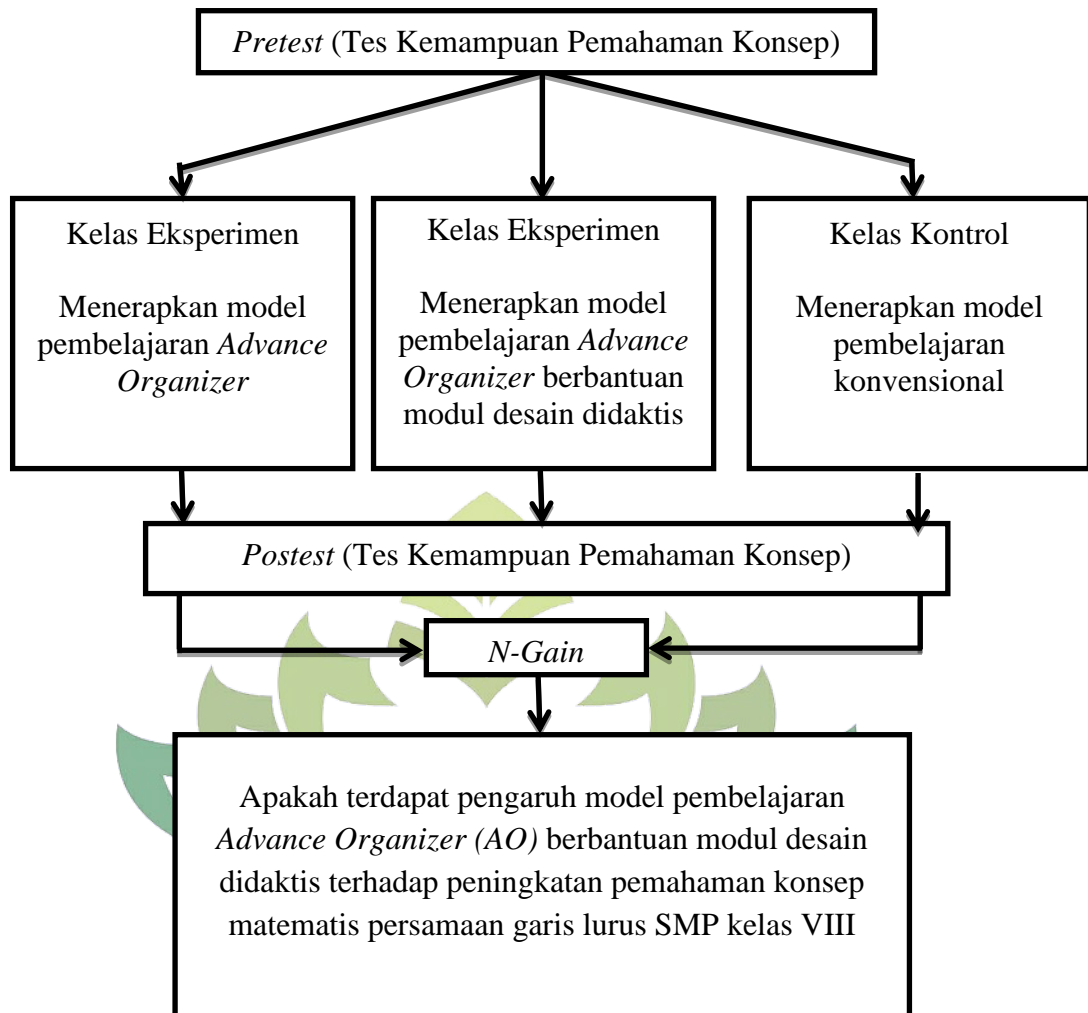 Pretest (Tes Kemampuan Pemahaman Konsep)
Kelas Eksperimen
Menerapkan model
pembelajaran Advance
Organizer
Kelas Eksperimen
Menerapkan model
pembelajaran Advance
Organizer berbantuan
modul desain didaktis
Kelas Kontrol
Menerapkan model
pembelajaran
konvensional
Postest (Tes Kemampuan Pemahaman Konsep)
N-Gain
Apakah terdapat pengaruh model pembelajaran
Advance Organizer (AO) berbantuan modul desain
didaktis terhadap peningkatan pemahaman konsep
matematis persamaan garis lurus SMP kelas VIII